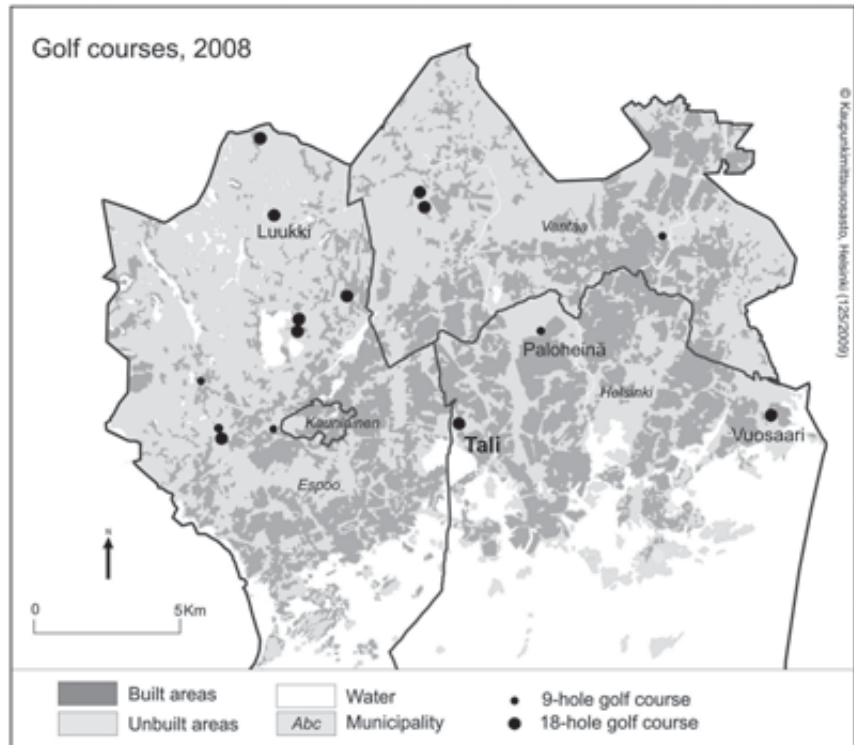 Golf courses, 2008
© Kaupunkimittausosasto, Helsinki (125/2009)
Luukki
Vantaa
Paloheinä
Helsinki
Kauniainen
Tali
Vuosaari
Espoo
N
0 5Km
Built areas
Unbuilt areas
Water
Abc Municipality
9-hole golf course
18-hole golf course